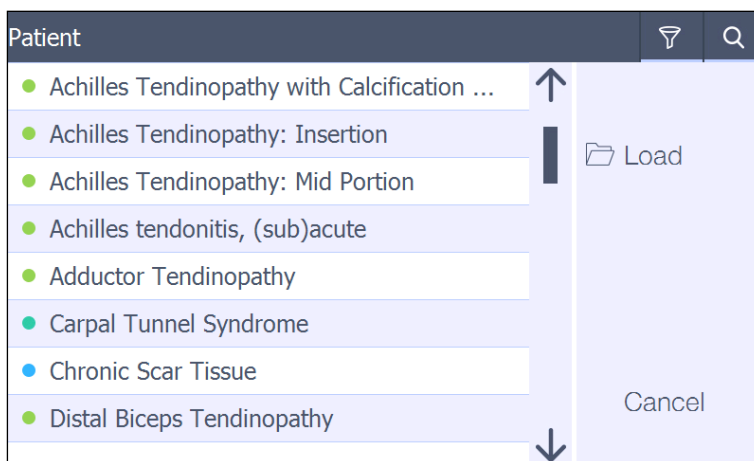 Patient
Achilles Tendinopathy with Calcification ...
Achilles Tendinopathy: Insertion
Achilles Tendinopathy: Mid Portion
Achilles tendonitis, (sub)acute
Adductor Tendinopathy
Carpal Tunnel Syndrome
Chronic Scar Tissue
Distal Biceps Tendinopathy
Load
Cancel